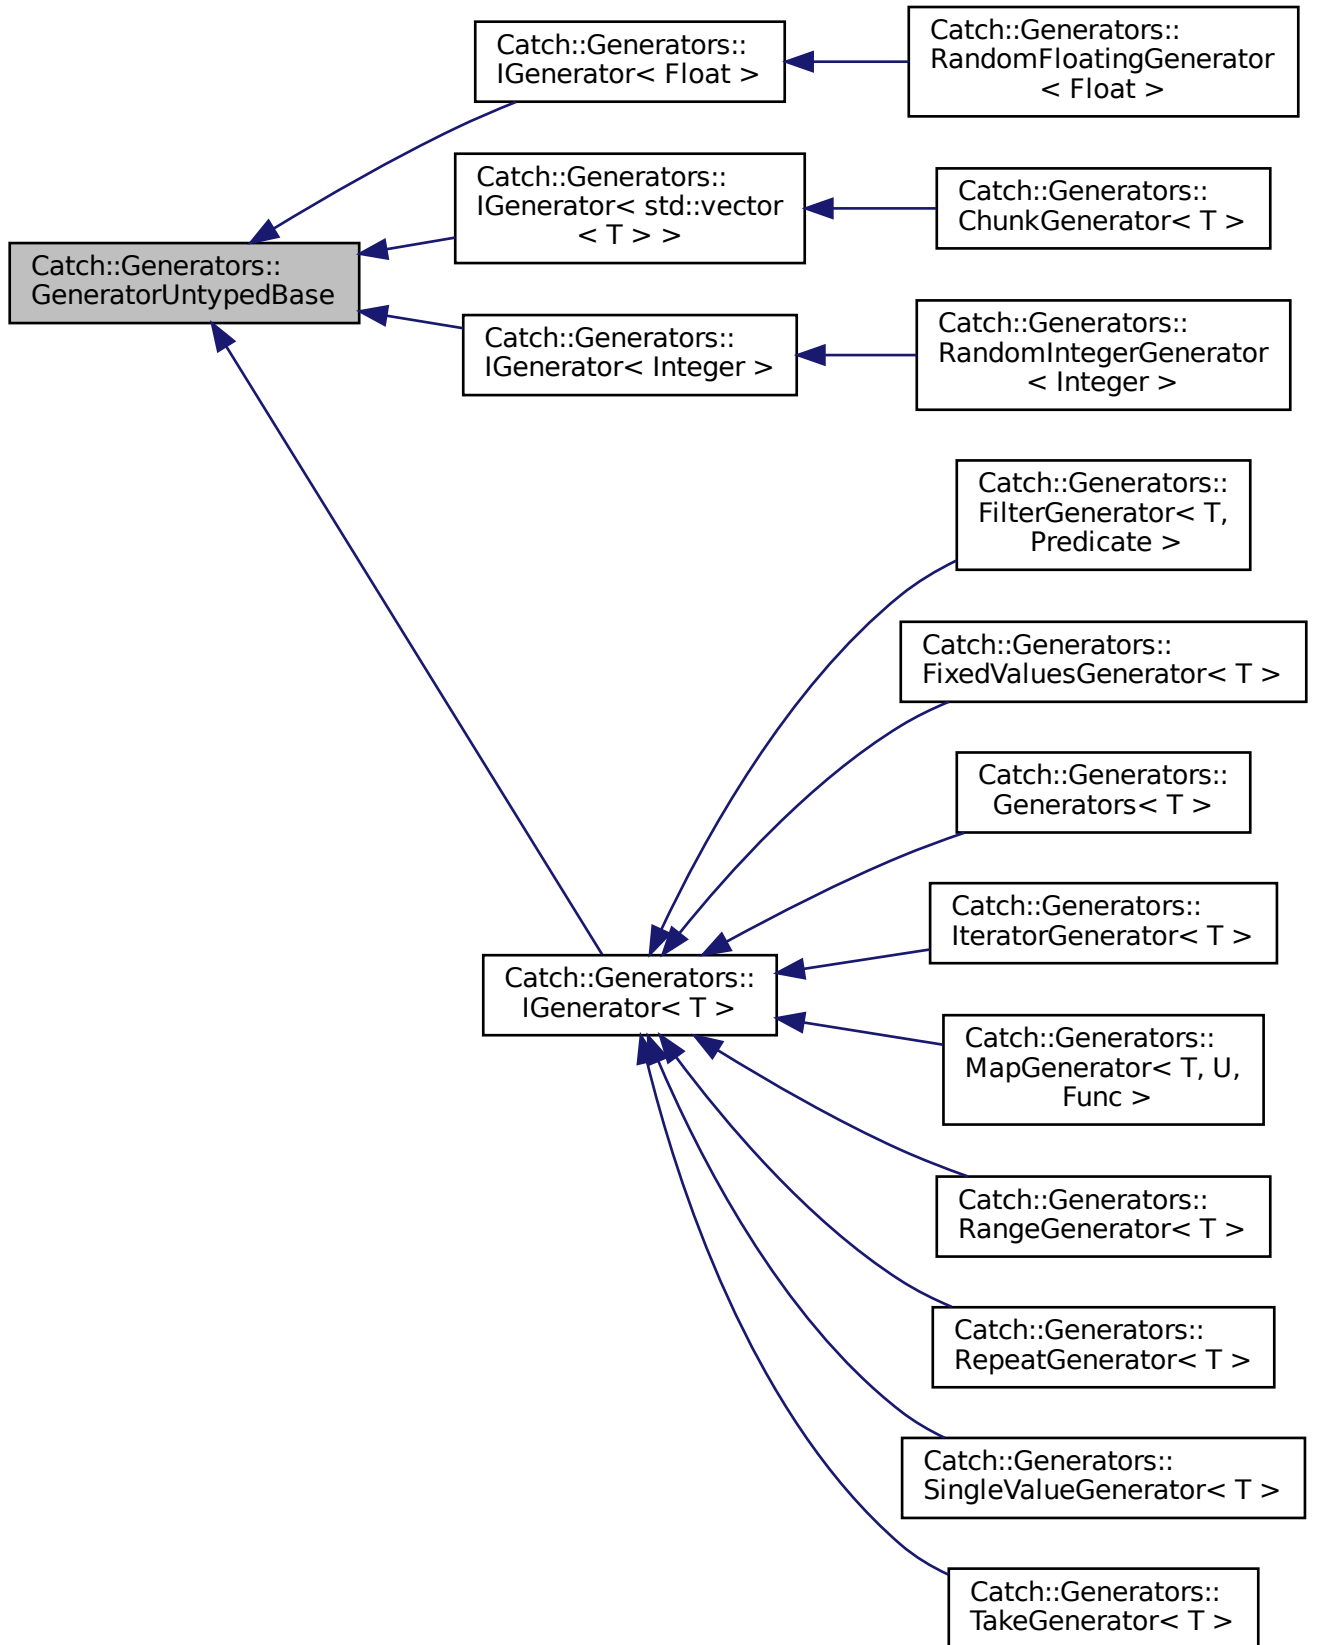 Catch::Generators::
IGenerator< Float >
Catch::Generators::
RandomFloatingGenerator
< Float >
Catch::Generators::
IGenerator< std::vector
< T > >
Catch::Generators::
ChunkGenerator< T >
Catch::Generators::
GeneratorUntypedBase
Catch::Generators::
IGenerator< Integer >
Catch::Generators::
RandomIntegerGenerator
< Integer >
Catch::Generators::
FilterGenerator< T,
Predicate >
Catch::Generators::
FixedValuesGenerator< T >
Catch::Generators::
Generators< T >
Catch::Generators::
IteratorGenerator< T >
Catch::Generators::
IGenerator< T >
Catch::Generators::
MapGenerator< T, U,
Func >
Catch::Generators::
RangeGenerator< T >
Catch::Generators::
RepeatGenerator< T >
Catch::Generators::
SingleValueGenerator< T >
Catch::Generators::
TakeGenerator< T >